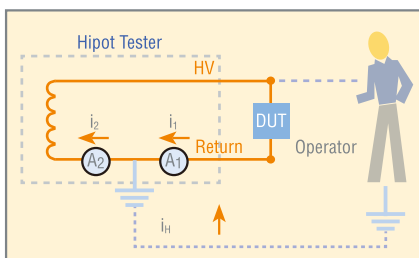 Hipot Tester
HV
i2
i1
DUT
A2
A1
Return
Operator
iH